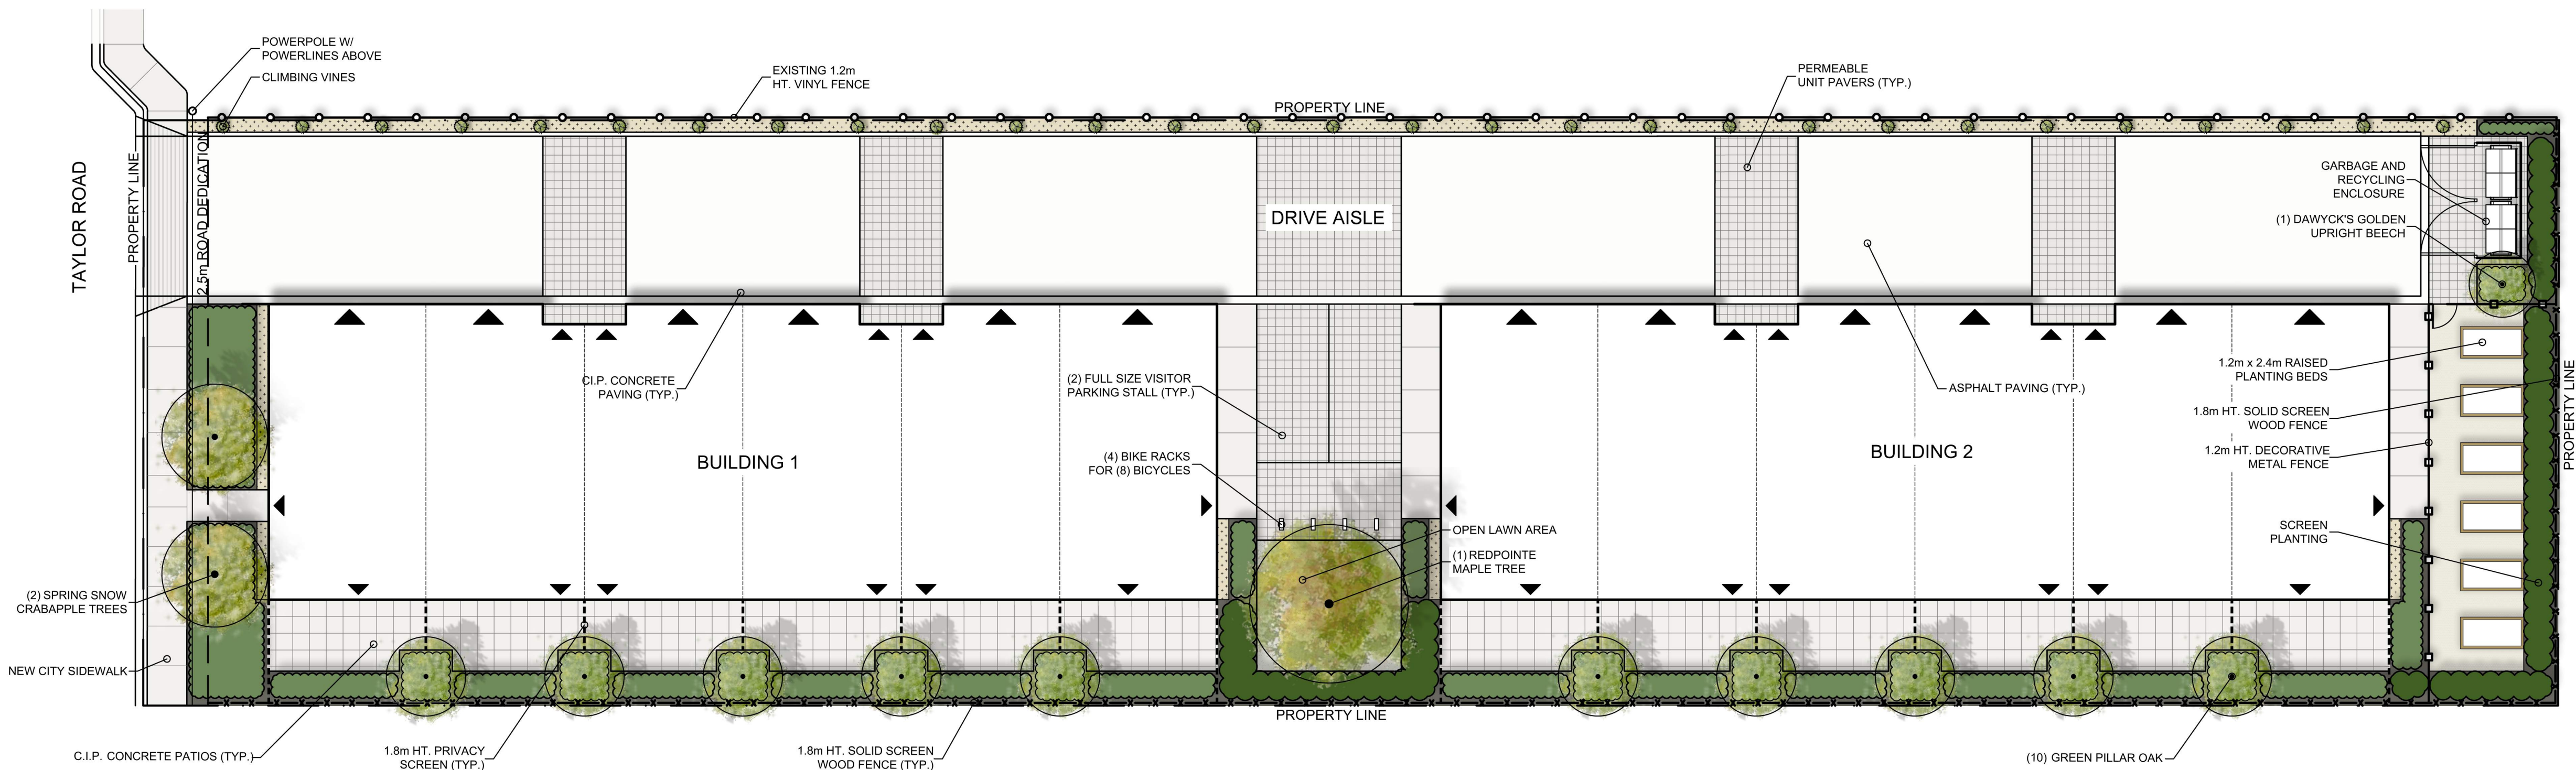 POWERPOLE W/
POWERLINES ABOVE
CLIMBING VINES
EXISTING 1.2m
HT. VINYL FENCE
PROPERTY LINE
PERMEABLE
UNIT PAVERS (TYP.)
TAYLOR ROAD
PROPERTY LINE
2.5m ROAD DEDICATION
DRIVE AISLE
GARBAGE AND
RECYCLING
ENCLOSURE
(1) DAWYCK'S GOLDEN
UPRIGHT BEECH
CI.P. CONCRETE
PAVING (TYP.)
(2) FULL SIZE VISITOR
PARKING STALL (TYP.)
ASPHALT PAVING (TYP.)
1.2m x 2.4m RAISED
PLANTING BEDS
1.8m HT. SOLID SCREEN
WOOD FENCE
PROPERTY LINE
BUILDING 1
(4) BIKE RACKS
FOR (8) BICYCLES
BUILDING 2
1.2m HT. DECORATIVE
METAL FENCE
OPEN LAWN AREA
(1) REDPOINTE
MAPLE TREE
SCREEN
PLANTING
(2) SPRING SNOW
CRABAPPLE TREES
NEW CITY SIDEWALK
PROPERTY LINE
C.I.P. CONCRETE PATIOS (TYP.)
1.8m HT. PRIVACY
SCREEN (TYP.)
1.8m HT. SOLID SCREEN
WOOD FENCE (TYP.)
(10) GREEN PILLAR OAK